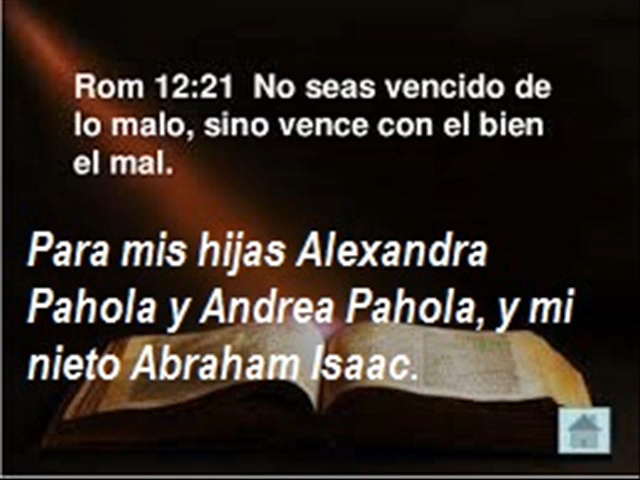 Rom 12:21  No seas vencido de
lo malo, sino vence con el bien
el mal.
Para mis hijas Alexandra
Pahola y Andrea Pahola, y mi
nieto Abraham Isaac.